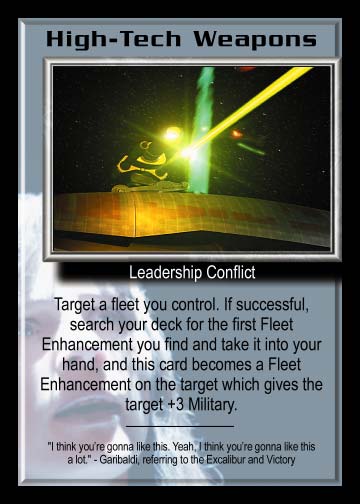 High-Tech Weapons
Leadership Conflict
Target a fleet you control. If successful,
search your deck for the first Fleet
Enhancement you find and take it into your
hand, and this card becomes a Fleet
Enhancement on the target which gives the
target +3 Military.
"I think you're gonna like this. Yeah, I think you're gonna like this
a lot." - Garibaldi, referring to the Excalibur and Victory